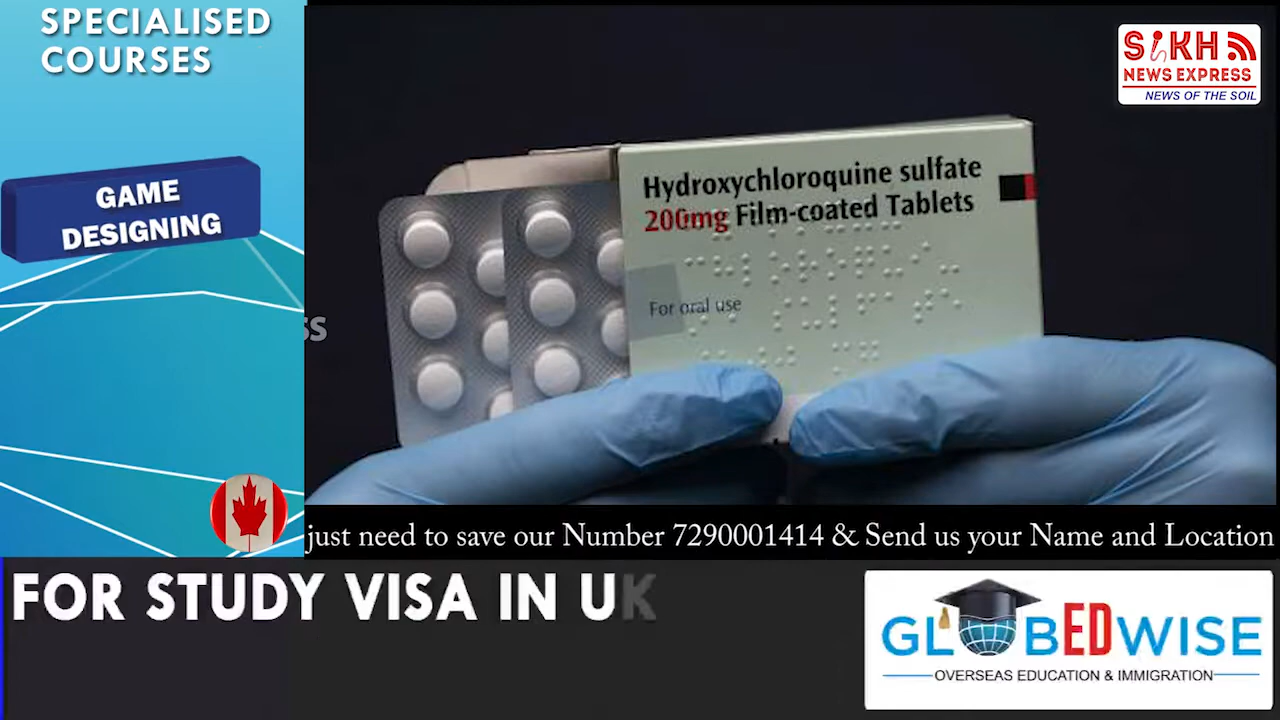 SPECIALISED
COURSES
GAME
DESIGNING
SIKH
NEWS EXPRESS
NEWS OF THE SOIL
Hydroxychloroquine sulfate
200mg Film-coated Tablets
For oral use
SS
just need to save our Number 7290001414 & Send us your Name and Location
FOR STUDY VISA IN UK
GLOBEDWISE
OVERSEAS EDUCATION & IMMIGRATION